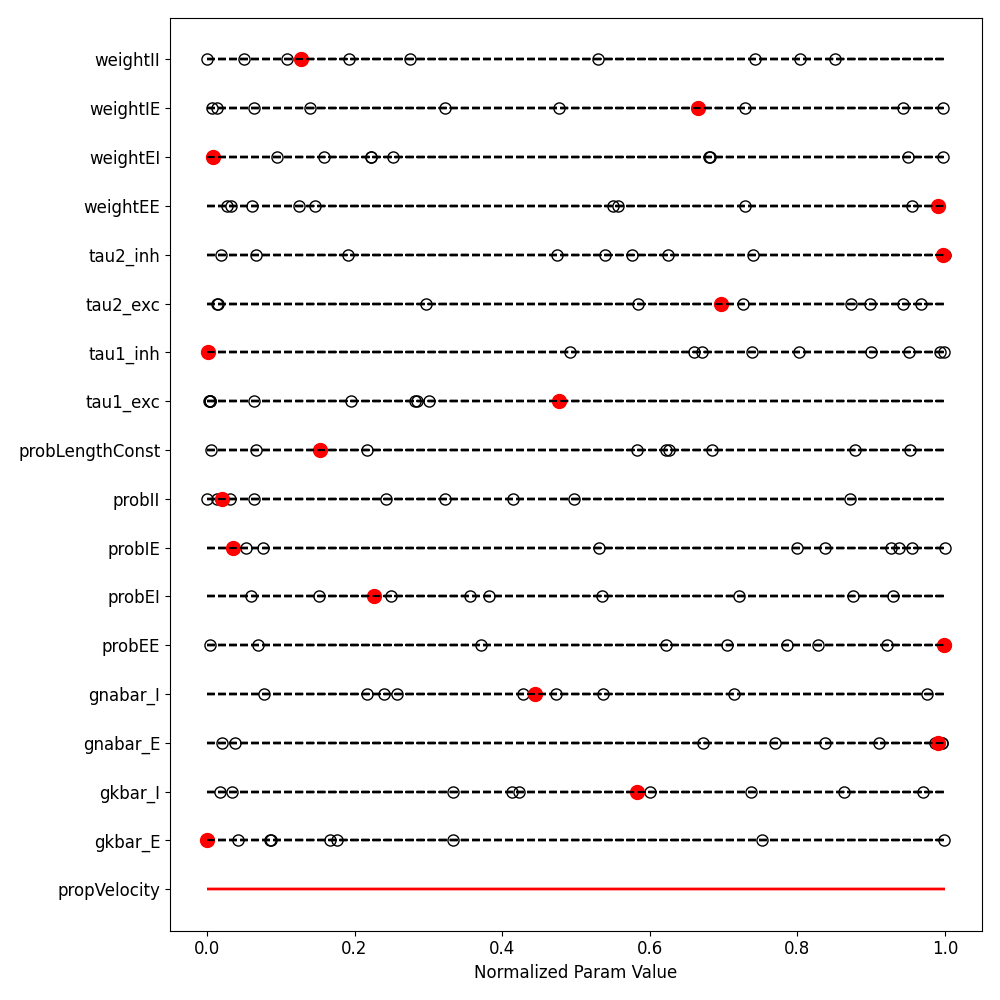 weightII
weightIE
weightEI
weightEE
tau2_inh
tau2_exc
tau1_inh
tau1_exc
probLengthConst
probII
probIE
probEI
probEE
gnabar_I
gnabar_E
gkbar_I
gkbar_E
propVelocity
0.0 0.2 0.4 0.6 0.8 1.0
Normalized Param Value